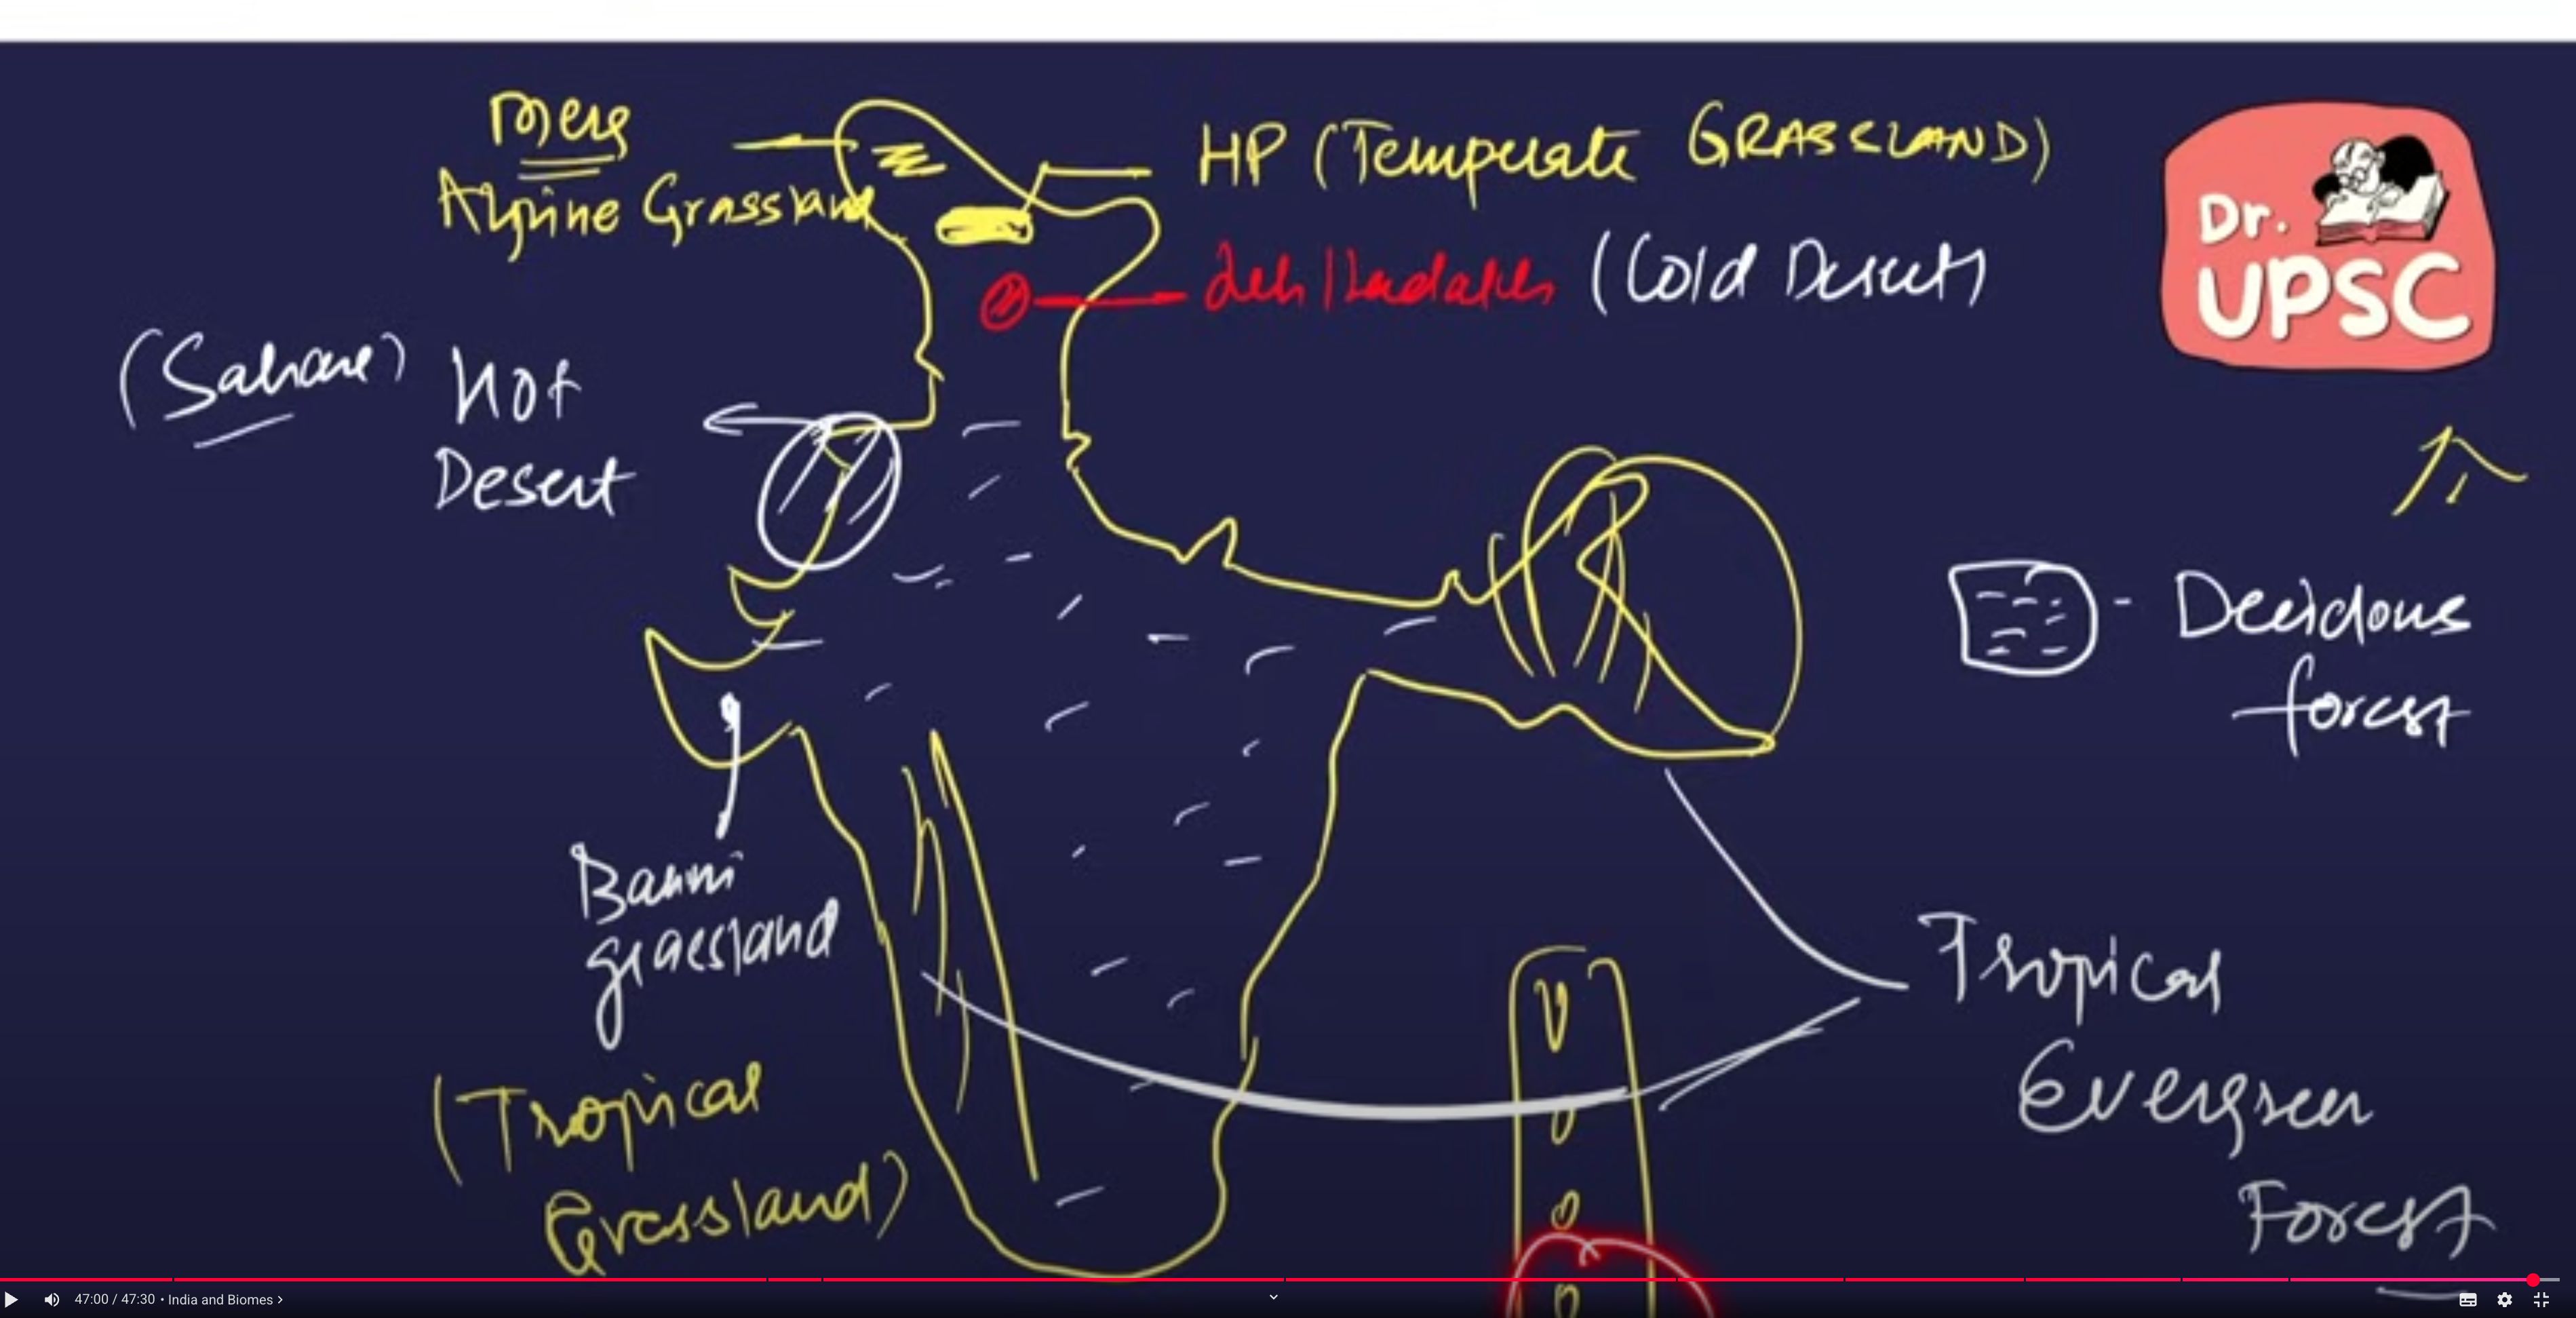 Merg
Alpine Grassland
HP (Temperate GRASSLAND)
Leh/Ladakh (Cold Desert)
Dr.
UPSC
(Sahara) Hot
Desert
Decidous
forest
Banni
grassland
(Tropical
Grassland)
Tropical
Evergreen
Forest
47:00 / 47:30 • India and Biomes >